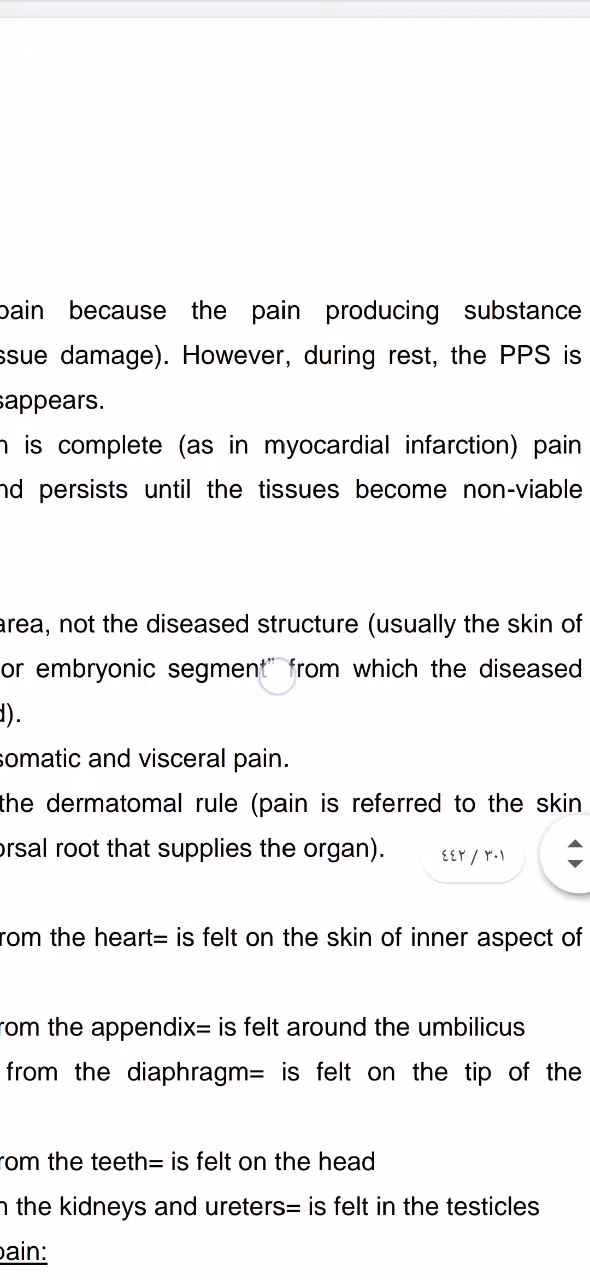 pain because the pain producing substance
ssue damage). However, during rest, the PPS is
sappears.
n is complete (as in myocardial infarction) pain
nd persists until the tissues become non-viable
area, not the diseased structure (usually the skin of
or embryonic segment" from which the diseased
d).
somatic and visceral pain.
the dermatomal rule (pain is referred to the skin
orsal root that supplies the organ).
٣٠١ / ٤٤٢
rom the heart= is felt on the skin of inner aspect of
rom the appendix= is felt around the umbilicus
from the diaphragm= is felt on the tip of the
rom the teeth= is felt on the head
n the kidneys and ureters= is felt in the testicles
pain: